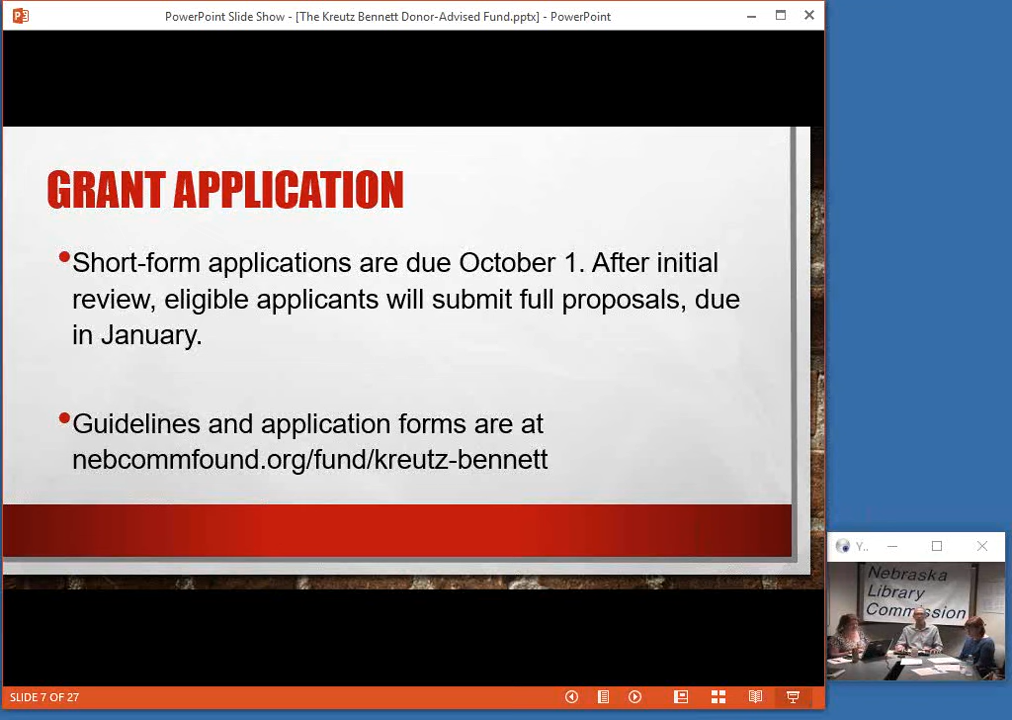 PowerPoint Slide Show - [The Kreutz Bennett Donor-Advised Fund.pptx] - PowerPoint
GRANT APPLICATION
•Short-form applications are due October 1. After initial
review, eligible applicants will submit full proposals, due
in January.
•Guidelines and application forms are at
nebcommfound.org/fund/kreutz-bennett
Y..
Nebraska
Library
Commission
SLIDE 7 OF 27